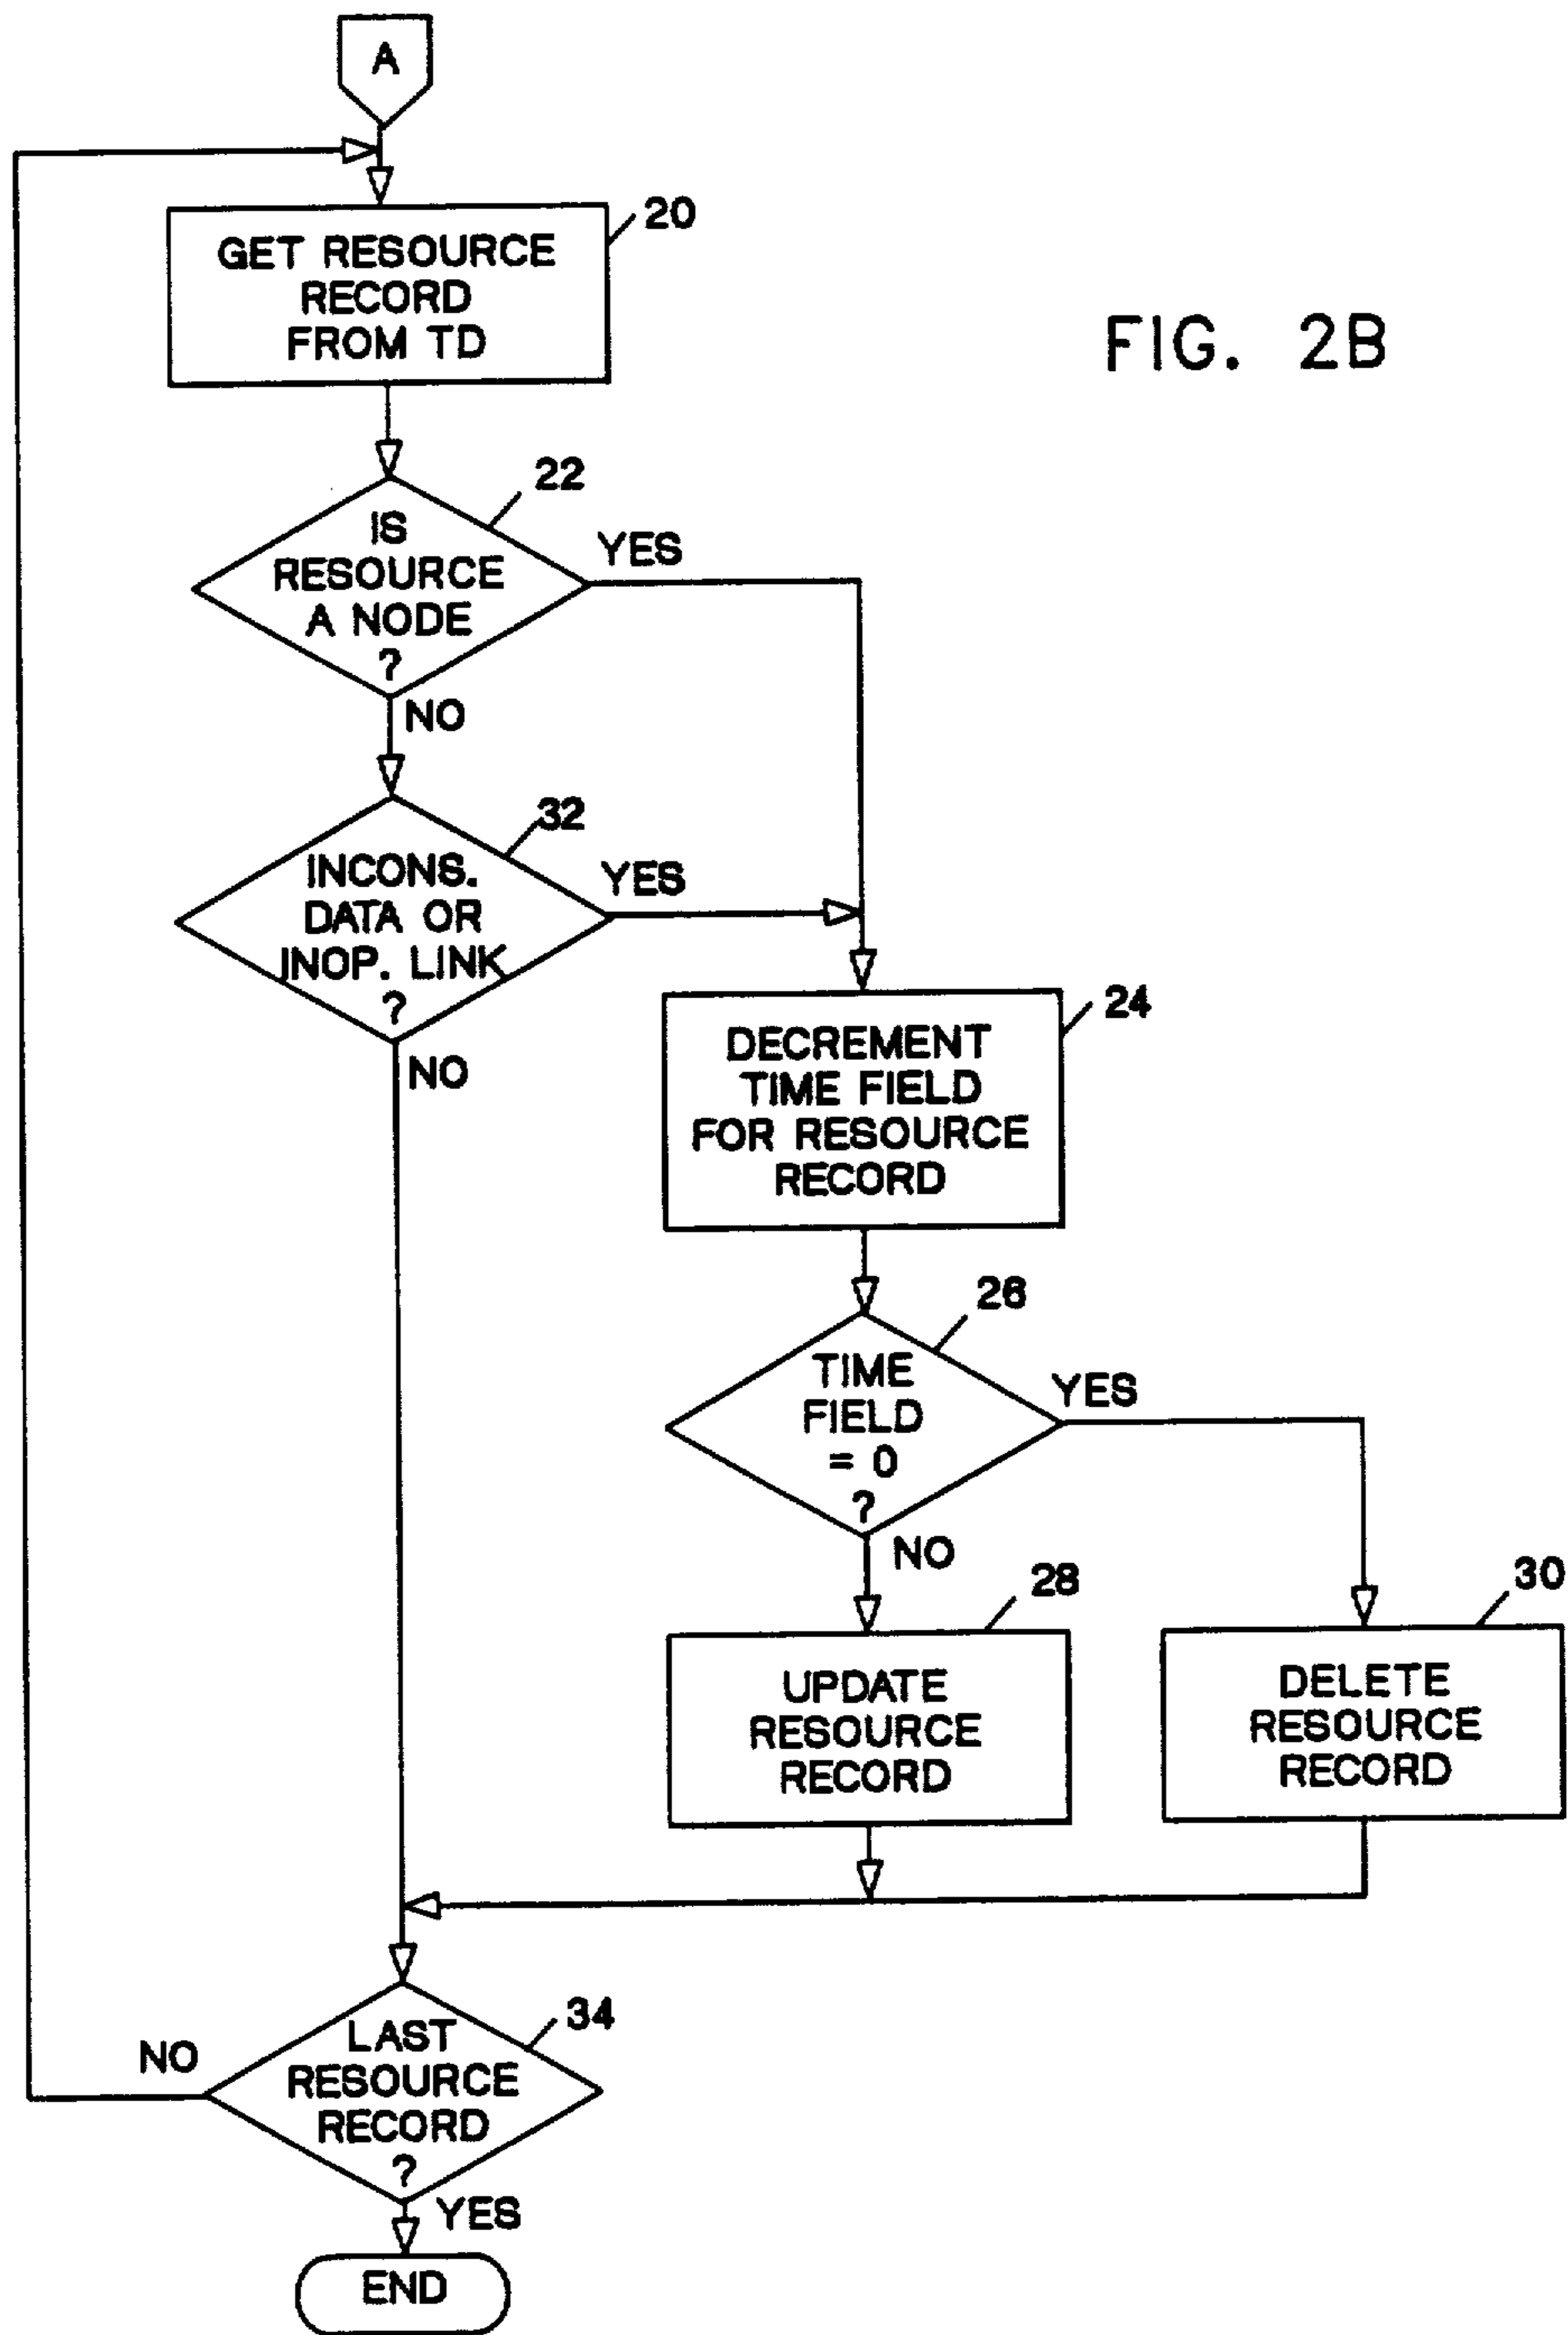 A
20
GET RESOURCE
RECORD
FROM TD
FIG. 2B
22
IS
RESOURCE
A NODE
?
YES
NO
32
INCONS.
DATA OR
INOP. LINK
?
YES
NO
24
DECREMENT
TIME FIELD
FOR RESOURCE
RECORD
26
TIME
FIELD
= 0
?
YES
NO
28
UPDATE
RESOURCE
RECORD
30
DELETE
RESOURCE
RECORD
34
LAST
RESOURCE
RECORD
?
NO
YES
END